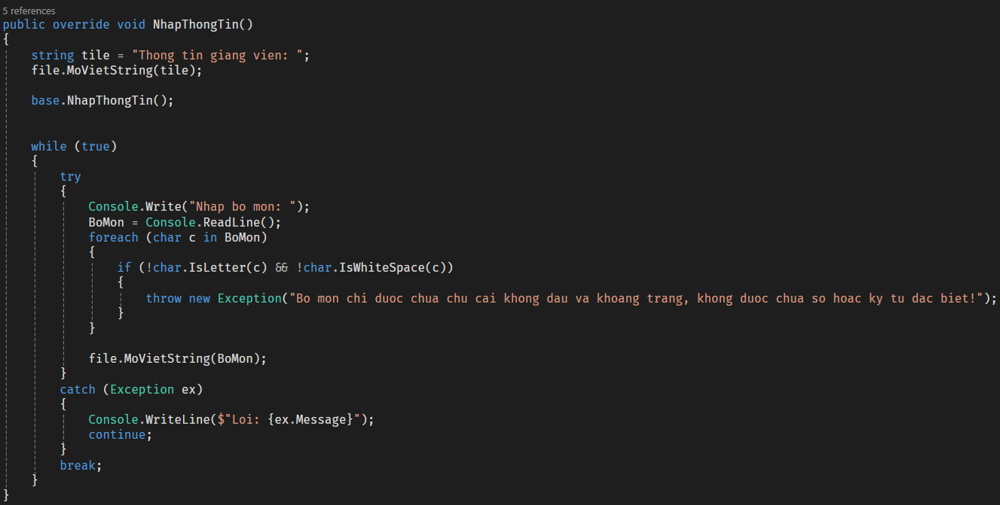 5 references
public override void NhapThongTin()
{
    string tile = "Thong tin giang vien: ";
    file.MoVietString(tile);

    base.NhapThongTin();


    while (true)
    {
        try
        {
            Console.Write("Nhap bo mon: ");
            BoMon = Console.ReadLine();
            foreach (char c in BoMon)
            {
                if (!char.IsLetter(c) && !char.IsWhiteSpace(c))
                {
                    throw new Exception("Bo mon chi duoc chua chu cai khong dau va khoang trang, khong duoc chua so hoac ky tu dac biet!");
                }
            }

            file.MoVietString(BoMon);
        }
        catch (Exception ex)
        {
            Console.WriteLine($"Loi: {ex.Message}");
            continue;
        }
        break;
    }
}